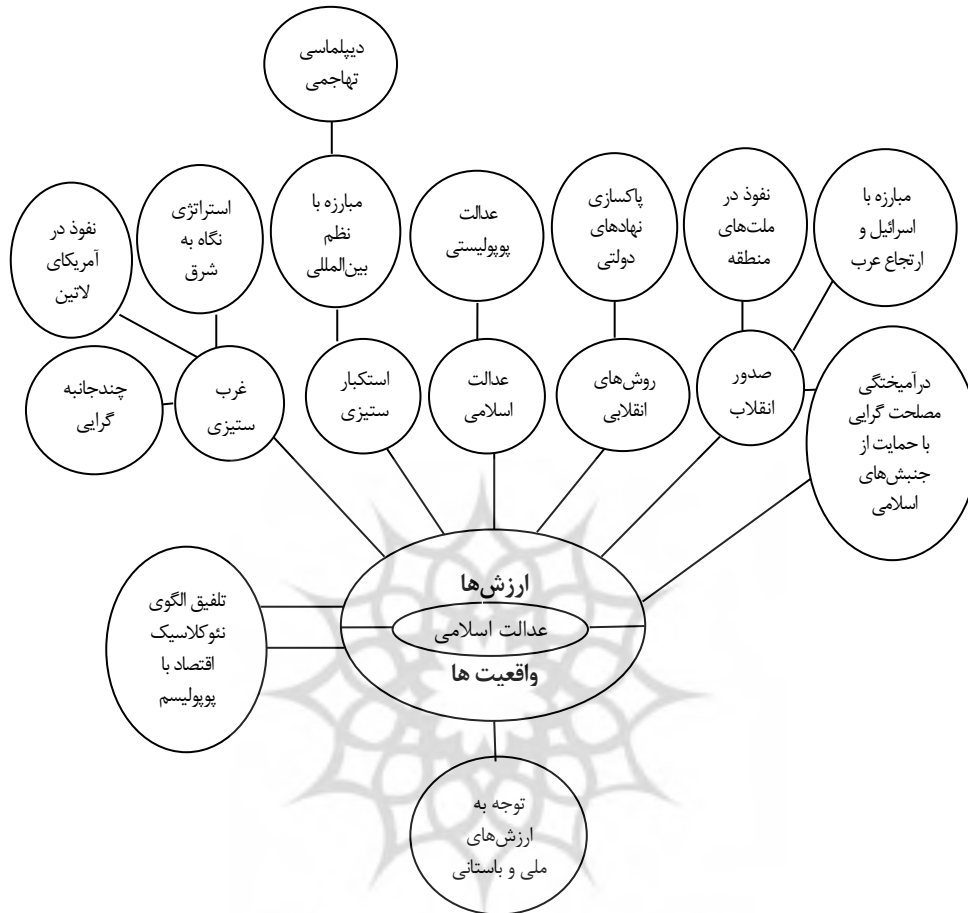 دیپلماسی
تهاجمی
مبارزه با
اسرائیل و
ارتجاع عرب
نفوذ در
ملت‌های
منطقه
پاکسازی
نهادهای
دولتی
عدالت
پوپولیستی
مبارزه با
نظم
بین‌المللی
استراتژی
نگاه به
شرق
نفوذ در
آمریکای
لاتین
درآمیختگی
مصلحت گرایی
با حمایت از
جنبش‌های
اسلامی
صدور
انقلاب
روش‌های
انقلابی
عدالت
اسلامی
استکبار
ستیزی
غرب
ستیزی
چندجانبه
گرایی
ارزش‌ها
عدالت اسلامی
واقعیت ها
تلفیق الگوی
نئوکلاسیک
اقتصاد با
پوپولیسم
توجه به
ارزش‌های
ملی و باستانی